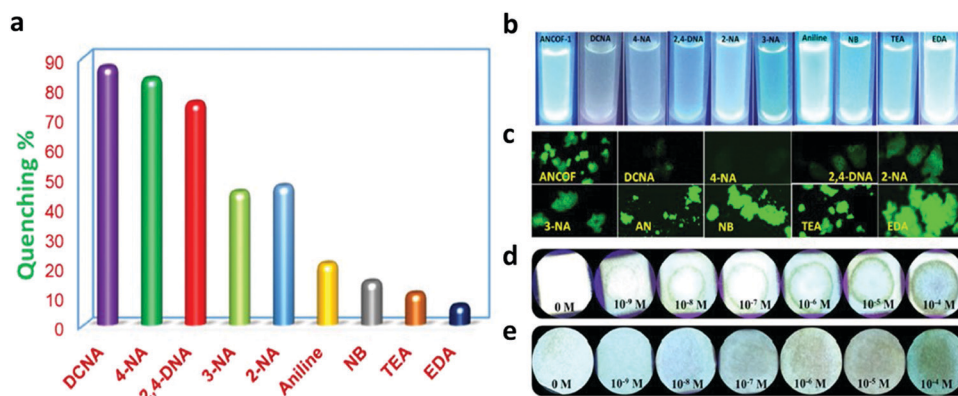 a
Quenching %
90
80
70
60
50
40
30
20
10
0
DCNA
4-NA
2,4-DNA
3-NA
2-NA
Aniline
NB
TEA
EDA
b
ANCOF-1 DCNA 4-NA 2,4-DNA 2-NA 3-NA Aniline NB TEA EDA
c
ANCOF DCNA 4-NA 2,4-DNA 2-NA
3-NA AN NB TEA EDA
d
0 M 10⁻⁹ M 10⁻⁸ M 10⁻⁷ M 10⁻⁶ M 10⁻⁵ M 10⁻⁴ M
e
0 M 10⁻⁹ M 10⁻⁸ M 10⁻⁷ M 10⁻⁶ M 10⁻⁵ M 10⁻⁴ M